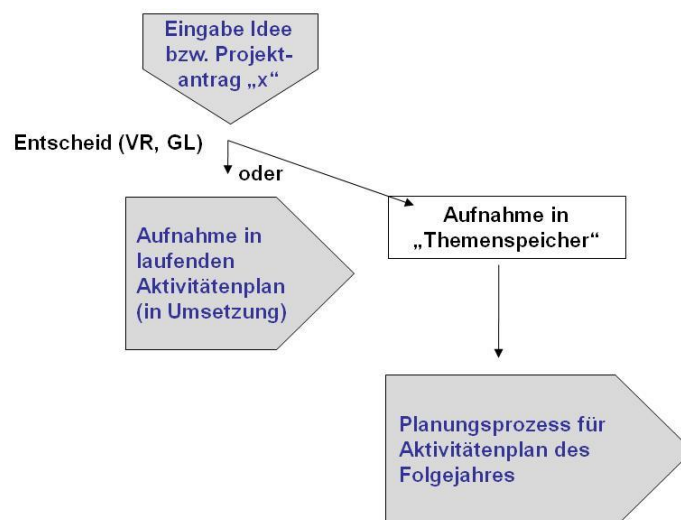 Eingabe Idee
bzw. Projekt-
antrag „x“
Entscheid (VR, GL)
oder
Aufnahme in
laufenden
Aktivitätenplan
(in Umsetzung)
Aufnahme in
„Themenspeicher“
Planungsprozess für
Aktivitätenplan des
Folgejahres